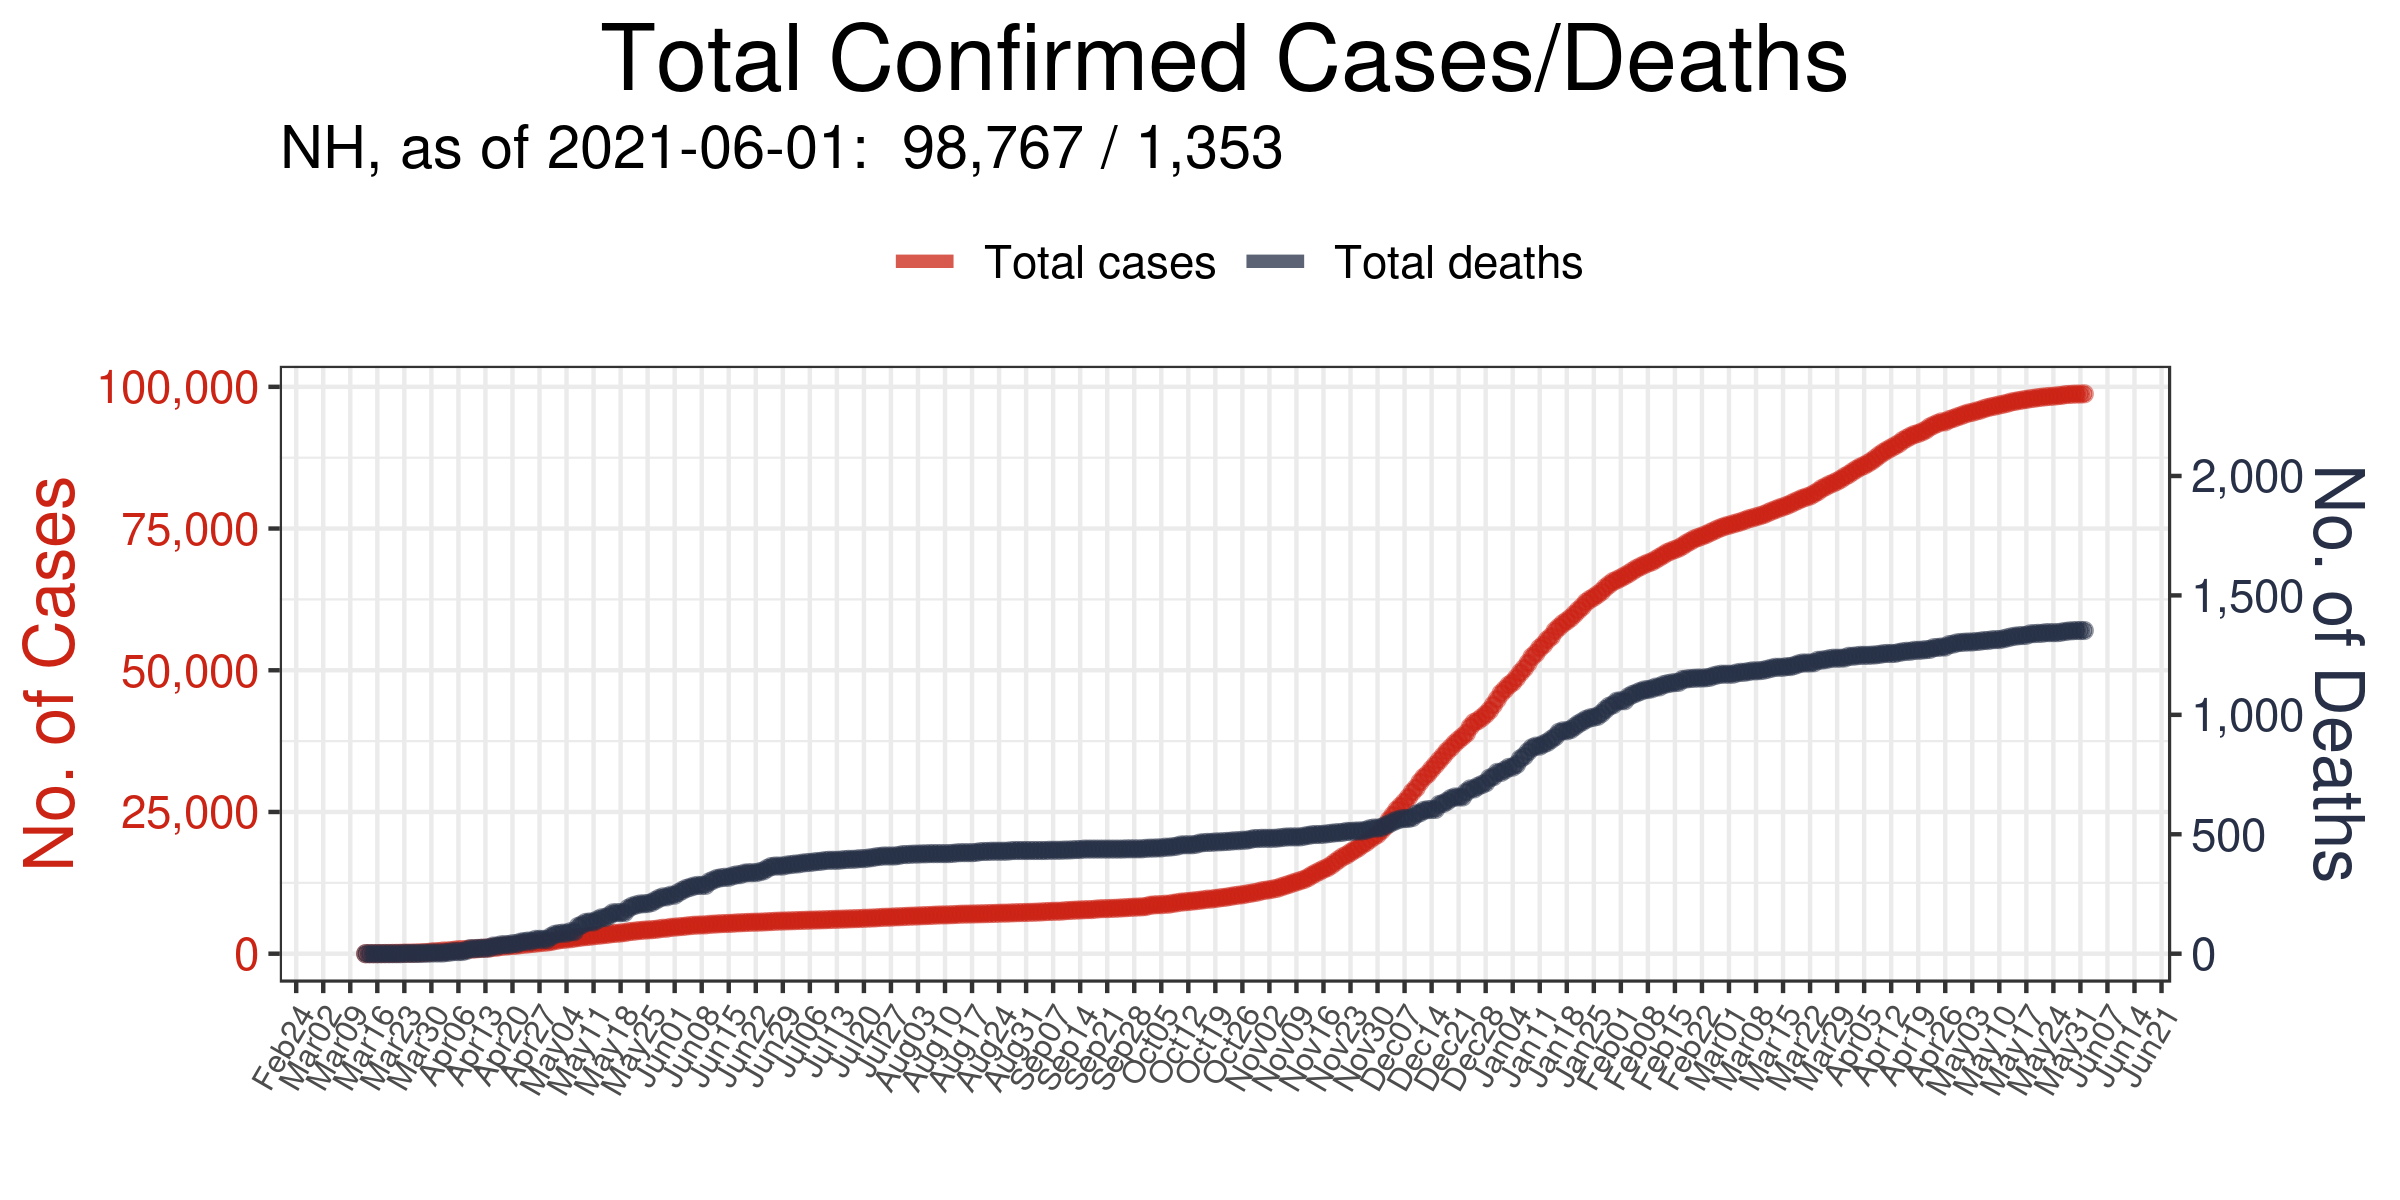 Total Confirmed Cases/Deaths
NH, as of 2021-06-01:  98,767 / 1,353
Total cases
Total deaths
No. of Cases
100,000
75,000
50,000
25,000
0
2,000
1,500
1,000
500
0
No. of Deaths
Feb24
Mar02
Mar09
Mar16
Mar23
Mar30
Apr06
Apr13
Apr20
Apr27
May04
May11
May18
May25
Jun01
Jun08
Jun15
Jun22
Jun29
Jul06
Jul13
Jul20
Jul27
Aug03
Aug10
Aug17
Aug24
Aug31
Sep07
Sep14
Sep21
Sep28
Oct05
Oct12
Oct19
Oct26
Nov02
Nov09
Nov16
Nov23
Nov30
Dec07
Dec14
Dec21
Dec28
Jan04
Jan11
Jan18
Jan25
Feb01
Feb08
Feb15
Feb22
Mar01
Mar08
Mar15
Mar22
Mar29
Apr05
Apr12
Apr19
Apr26
May03
May10
May17
May24
May31
Jun07
Jun14
Jun21